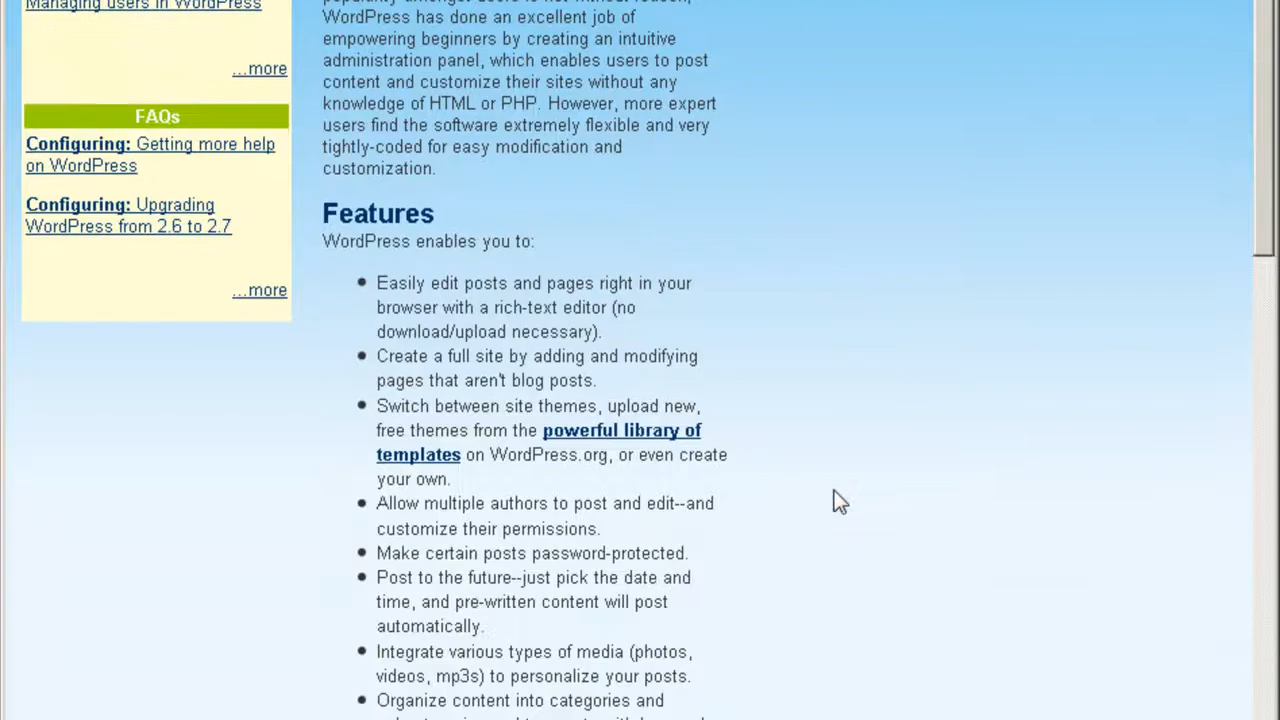 Managing users in WordPress
...more
FAQs
Configuring: Getting more help
on WordPress
Configuring: Upgrading
WordPress from 2.6 to 2.7
...more
popularity amongst users is not without reason,
WordPress has done an excellent job of
empowering beginners by creating an intuitive
administration panel, which enables users to post
content and customize their sites without any
knowledge of HTML or PHP. However, more expert
users find the software extremely flexible and very
tightly-coded for easy modification and
customization.
Features
WordPress enables you to:
Easily edit posts and pages right in your
browser with a rich-text editor (no
download/upload necessary).
Create a full site by adding and modifying
pages that aren't blog posts.
Switch between site themes, upload new,
free themes from the powerful library of
templates on WordPress.org, or even create
your own.
Allow multiple authors to post and edit--and
customize their permissions.
Make certain posts password-protected.
Post to the future--just pick the date and
time, and pre-written content will post
automatically.
Integrate various types of media (photos,
videos, mp3s) to personalize your posts.
Organize content into categories and